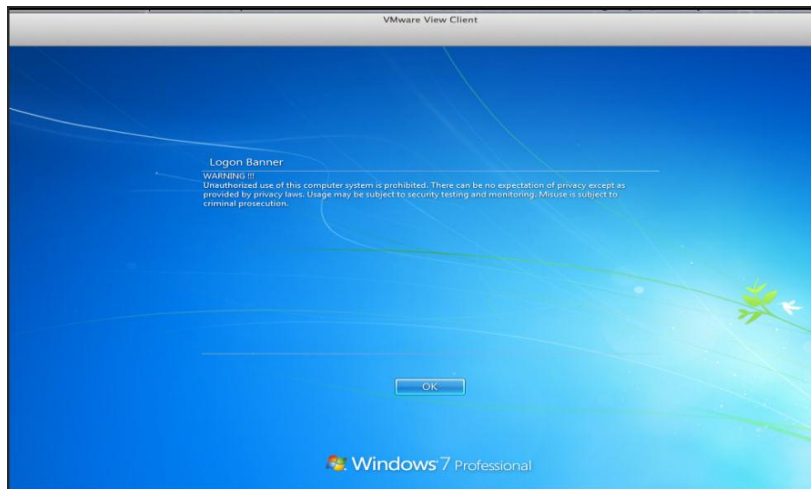 VMware View Client
Logon Banner
WARNING !!!
Unauthorized use of this computer system is prohibited. There can be no expectation of privacy except as
provided by privacy laws. Usage may be subject to security testing and monitoring. Misuse is subject to
criminal prosecution.
OK
Windows 7 Professional